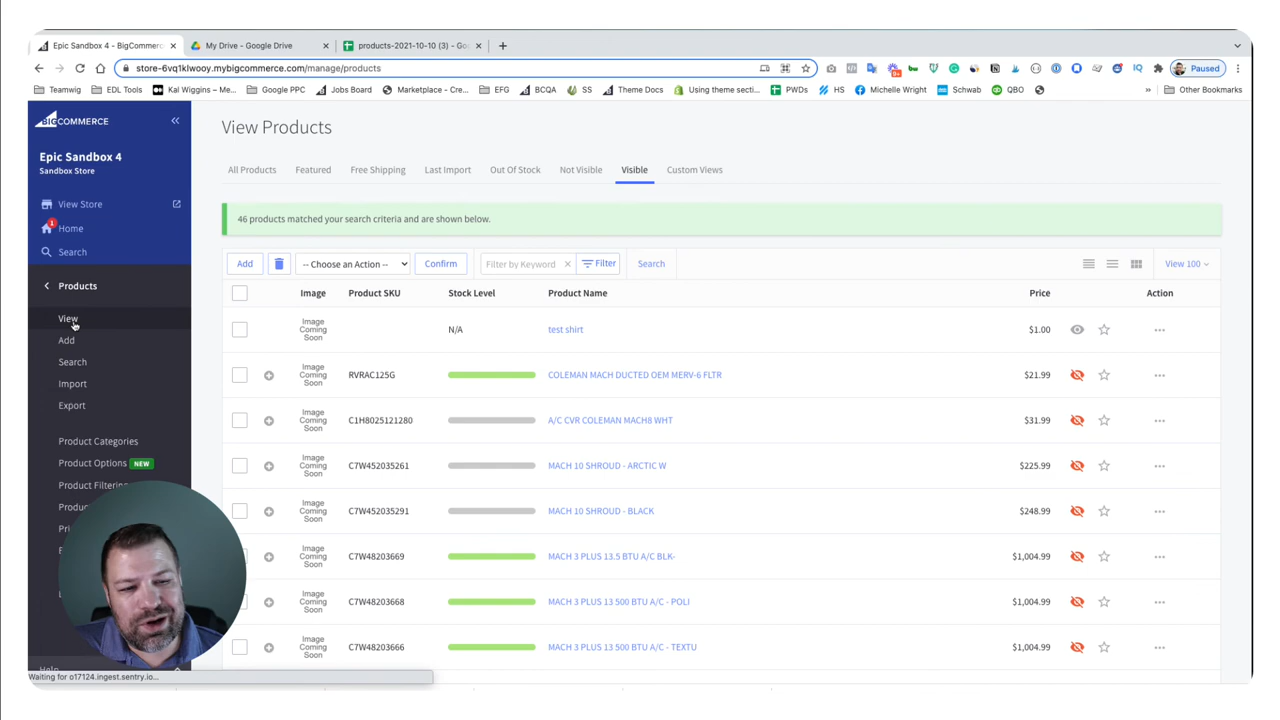 Epic Sandbox 4 - BigCommerc
My Drive - Google Drive
products-2021-10-10 (3) - Go
store-6vq1klwooy.mybigcommerce.com/manage/products
Paused
Teamwig
EDL Tools
Kal Wiggins – Me...
Google PPC
Jobs Board
Marketplace - Cre...
EFG
BCQA
SS
Theme Docs
Using theme secti...
PWDs
HS
Michelle Wright
Schwab
QBO
»
Other Bookmarks
BIGCOMMERCE
«
Epic Sandbox 4
Sandbox Store
View Store
1
Home
Search
Products
View
Add
Search
Import
Export
Product Categories
Product Options NEW
Product Filtering
View Products
All Products
Featured
Free Shipping
Last Import
Out Of Stock
Not Visible
Visible
Custom Views
46 products matched your search criteria and are shown below.
Add
-- Choose an Action --
Confirm
Filter by Keyword
Filter
Search
View 100
Image Product SKU Stock Level Product Name Price Action
Image
Coming
Soon
N/A test shirt $1.00 ...
Image
Coming
Soon
RVRAC125G COLEMAN MACH DUCTED OEM MERV-6 FLTR $21.99 ...
Image
Coming
Soon
C1H8025121280 A/C CVR COLEMAN MACH8 WHT $31.99 ...
Image
Coming
Soon
C7W452035261 MACH 10 SHROUD - ARCTIC W $225.99 ...
Image
Coming
Soon
C7W452035291 MACH 10 SHROUD - BLACK $248.99 ...
Image
Coming
Soon
C7W48203669 MACH 3 PLUS 13.5 BTU A/C BLK- $1,004.99 ...
Image
Coming
Soon
C7W48203668 MACH 3 PLUS 13 500 BTU A/C - POLI $1,004.99 ...
Image
Coming
Soon
C7W48203666 MACH 3 PLUS 13 500 BTU A/C - TEXTU $1,004.99 ...
Waiting for o17124.ingest.sentry.io...